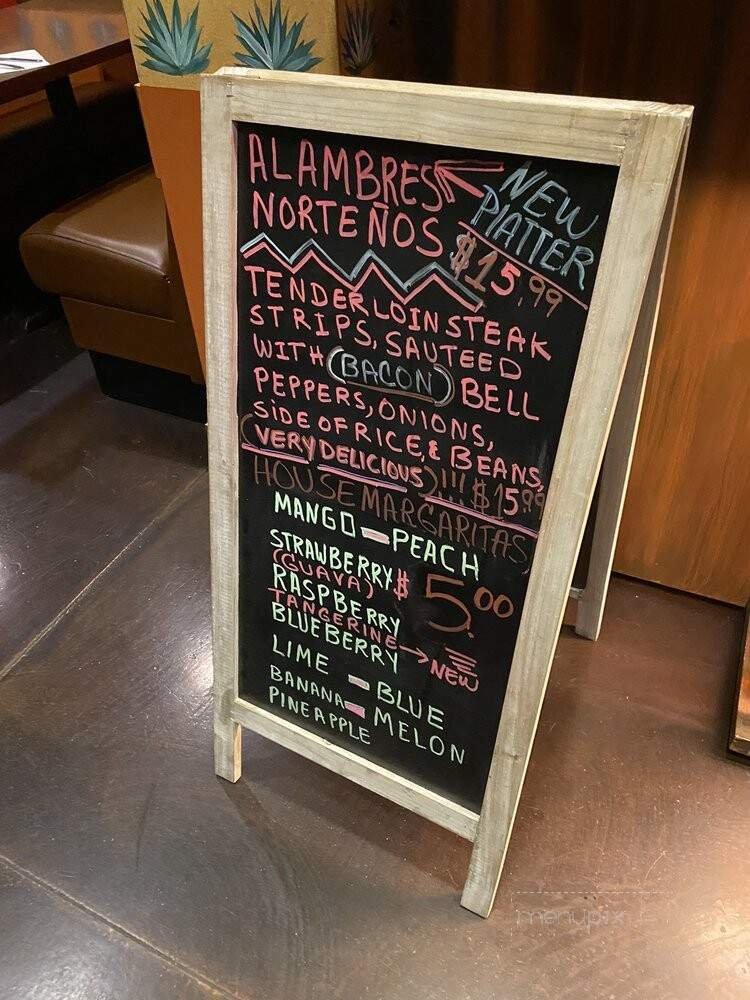 ALAMBRES
NORTEÑOS
NEW
PLATTER
$15.99
TENDERLOIN STEAK
STRIPS, SAUTEED
WITH (BACON) BELL
PEPPERS, ONIONS,
SIDE OF RICE, & BEANS,
(VERY DELICIOUS)!!! $15.99
HOUSE MARGARITAS,
MANGO - PEACH
STRAWBERRY
(GUAVA)
RASPBERRY
$5.00
TANGERINE → NEW
BLUEBERRY
LIME - BLUE
BANANA - MELON
PINEAPPLE
menupix